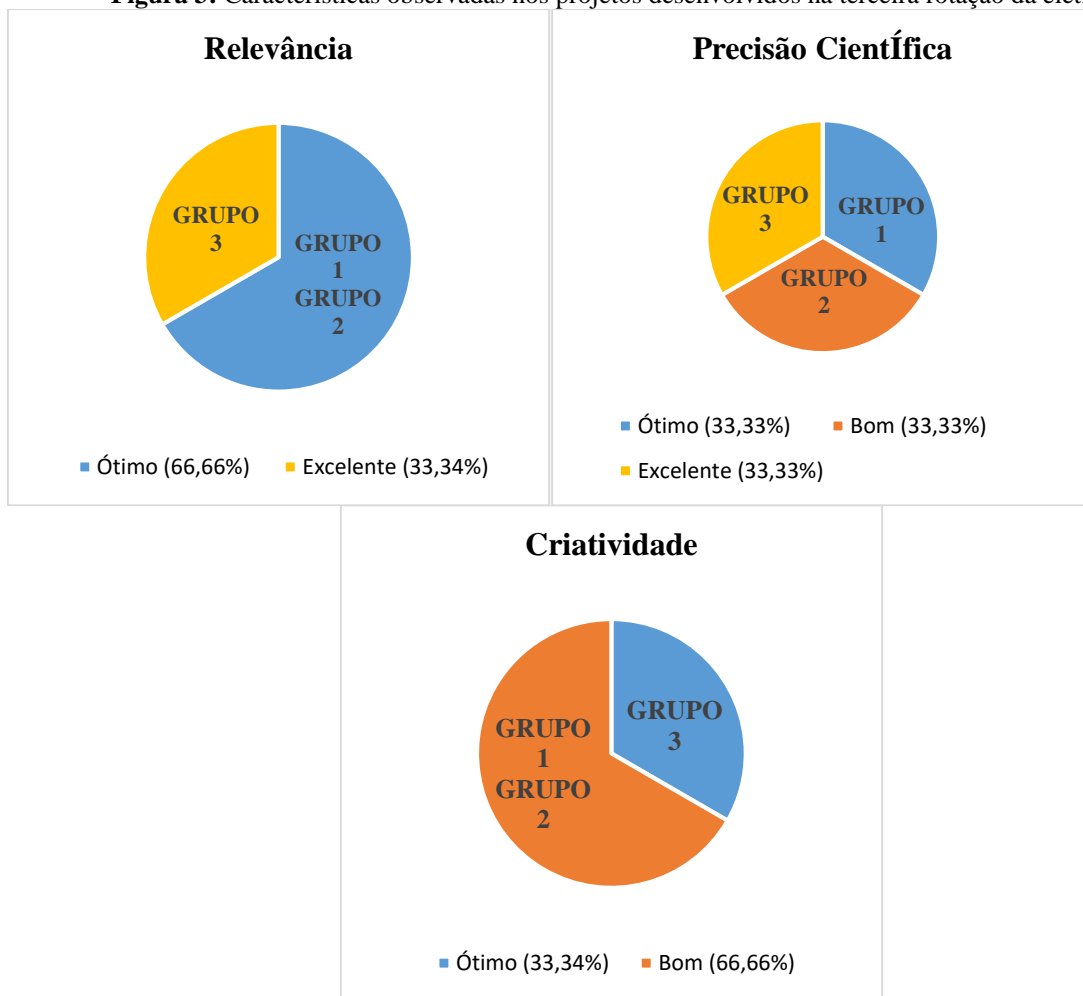 Figura 3: Características observadas nos projetos desenvolvidos na terceira rotação da
Relevância
GRUPO
3
GRUPO
1
GRUPO
2
Ótimo (66,66%) Excelente (33,34%)
Precisão CientÍfica
GRUPO
3
GRUPO
1
GRUPO
2
Ótimo (33,33%) Bom (33,33%)
Excelente (33,33%)
Criatividade
GRUPO
1
GRUPO
2
GRUPO
3
Ótimo (33,34%) Bom (66,66%)